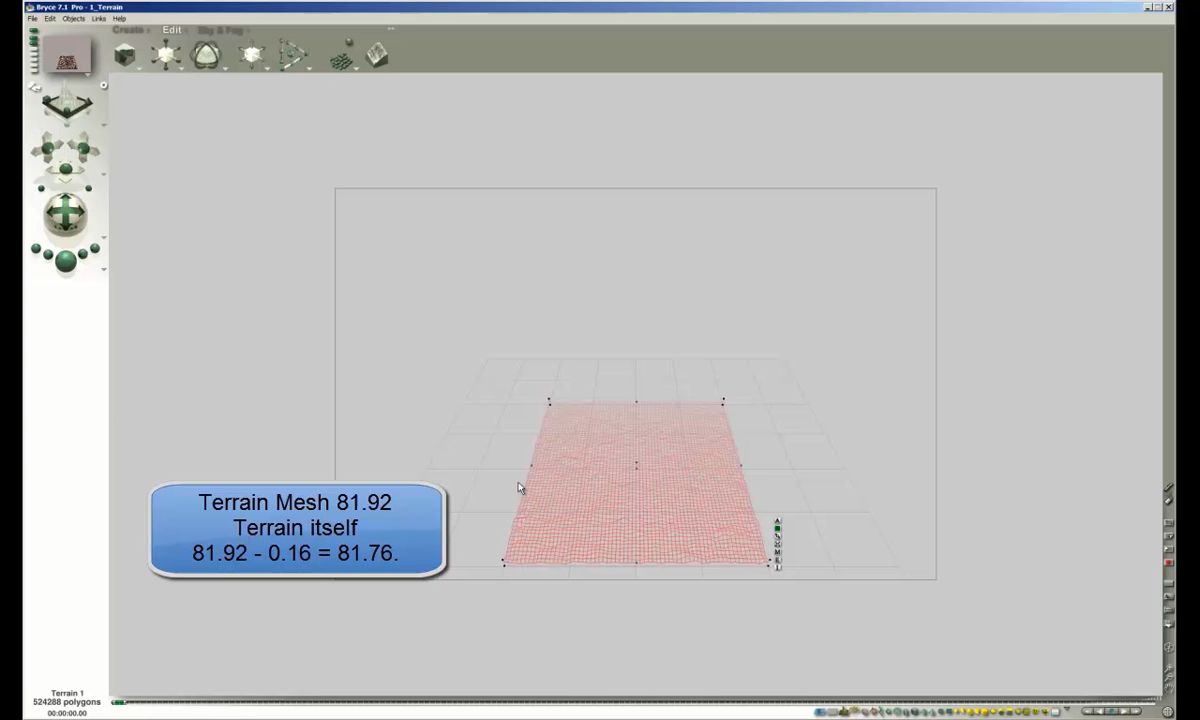 Bryce 7.1 Pro - 1_Terrain
File Edit Objects Links Help
Create Edit Sky & Fog
A
M
Terrain Mesh 81.92
Terrain itself
81.92 - 0.16 = 81.76.
Terrain 1
524288 polygons
00:00:00.00